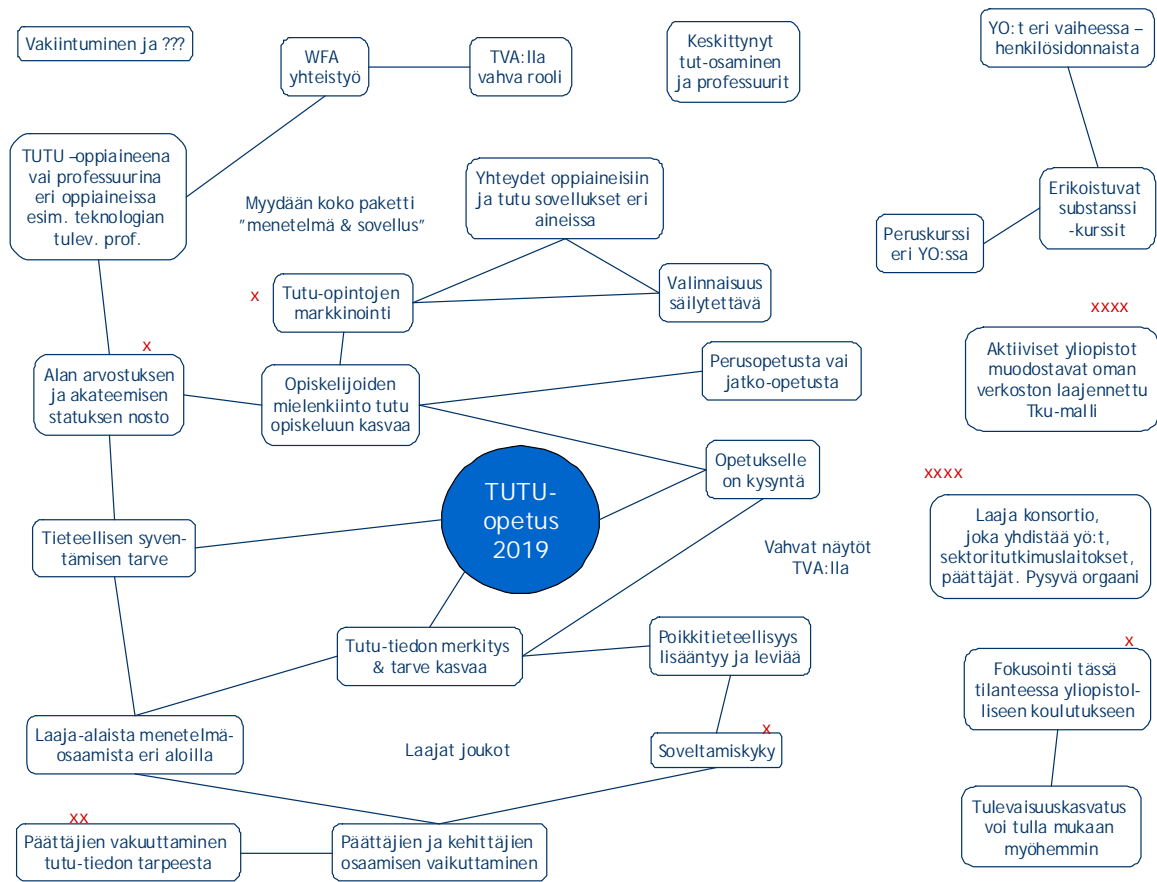 Vakiintuminen ja ???
WFA
yhteistyö
TVA:lla
vahva rooli
Keskittynyt
tut-osaaminen
ja professuurit
YO:t eri vaiheessa –
henkilösidonnaista
TUTU –oppiaineena
vai professuurina
eri oppiaineissa
esim. teknologian
tulev. prof.
Myydään koko paketti
”menetelmä & sovellus”
Yhteydet oppiaineisiin
ja tutu sovellukset eri
aineissa
Erikoistuvat
substanssi
-kurssit
Peruskurssi
eri YO:ssa
x
Tutu-opintojen
markkinointi
Valinnaisuus
säilytettävä
xxxx
Aktiiviset yliopistot
muodostavat oman
verkoston laajennettu
Tku-malli
x
Alan arvostuksen
ja akateemisen
statuksen nosto
Opiskelijoiden
mielenkiinto tutu
opiskeluun kasvaa
Perusopetusta vai
jatko-opetusta
Opetukselle
on kysyntä
TUTU-
opetus
2019
xxxx
Laaja konsortio,
joka yhdistää yö:t,
sektoritutkimuslaitokset,
päättäjät. Pysyvä orgaani
Tieteellisen syven-
tämisen tarve
Vahvat näytöt
TVA:lla
Tutu-tiedon merkitys
& tarve kasvaa
Poikkitieteellisyys
lisääntyy ja leviää
x
Fokusointi tässä
tilanteessa yliopistol-
liseen koulutukseen
Laaja-alaista menetelmä-
osaamista eri aloilla
Laajat joukot
x
Soveltamiskyky
xx
Päättäjien vakuuttaminen
tutu-tiedon tarpeesta
Päättäjien ja kehittäjien
osaamisen vaikuttaminen
Tulevaisuuskasvatus
voi tulla mukaan
myöhemmin